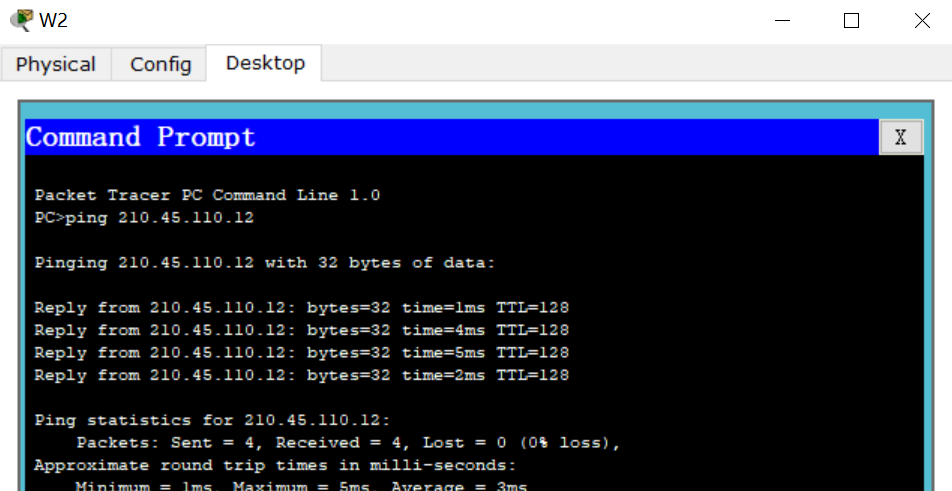 W2
Physical Config Desktop
Command Prompt X
Packet Tracer PC Command Line 1.0
PC>ping 210.45.110.12
Pinging 210.45.110.12 with 32 bytes of data:
Reply from 210.45.110.12: bytes=32 time=1ms TTL=128
Reply from 210.45.110.12: bytes=32 time=4ms TTL=128
Reply from 210.45.110.12: bytes=32 time=5ms TTL=128
Reply from 210.45.110.12: bytes=32 time=2ms TTL=128
Ping statistics for 210.45.110.12:
Packets: Sent = 4, Received = 4, Lost = 0 (0% loss),
Approximate round trip times in milli-seconds:
Minimum = 1ms, Maximum = 5ms, Average = 3ms